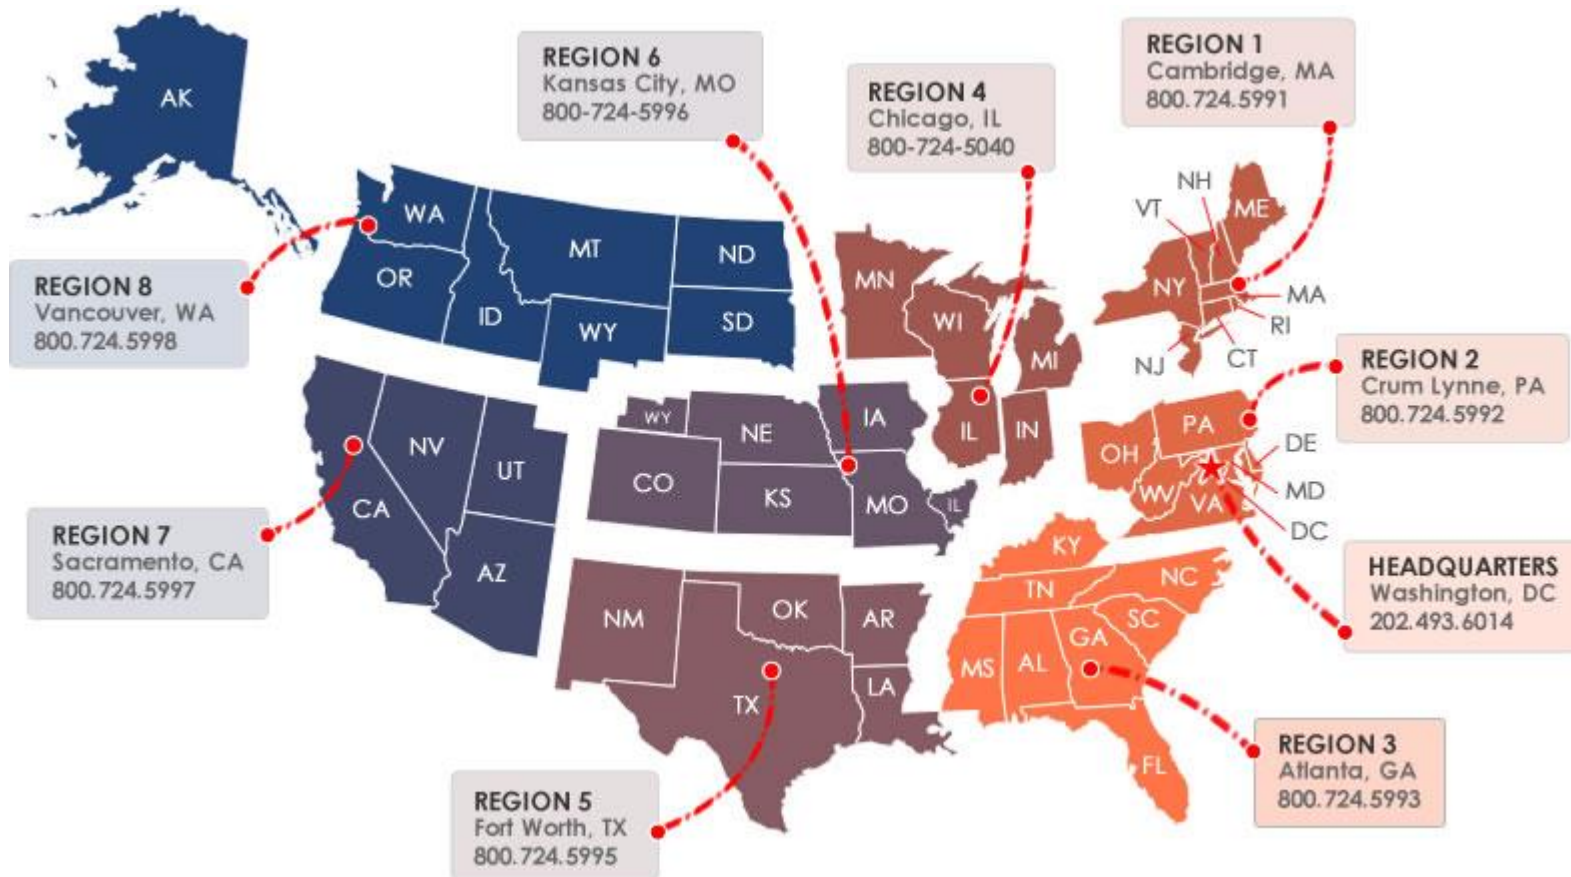 AK
REGION 6
Kansas City, MO
800-724-5996
REGION 4
Chicago, IL
800-724-5040
REGION 1
Cambridge, MA
800.724.5991
WA
OR
ID
MT
WY
ND
SD
MN
WI
MI
IL
IN
NH
VT
ME
NY
MA
RI
CT
NJ
REGION 8
Vancouver, WA
800.724.5998
REGION 2
Crum Lynne, PA
800.724.5992
CA
NV
UT
AZ
WY
NE
IA
CO
KS
MO
IL
PA
OH
WV
VA
DE
MD
DC
REGION 7
Sacramento, CA
800.724.5997
HEADQUARTERS
Washington, DC
202.493.6014
NM
OK
AR
TX
LA
KY
TN
NC
SC
MS
AL
GA
FL
REGION 3
Atlanta, GA
800.724.5993
REGION 5
Fort Worth, TX
800.724.5995